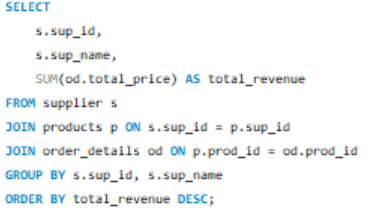 SELECT
    s.sup_id,
    s.sup_name,
    SUM(od.total_price) AS total_revenue
FROM supplier s
JOIN products p ON s.sup_id = p.sup_id
JOIN order_details od ON p.prod_id = od.prod_id
GROUP BY s.sup_id, s.sup_name
ORDER BY total_revenue DESC;